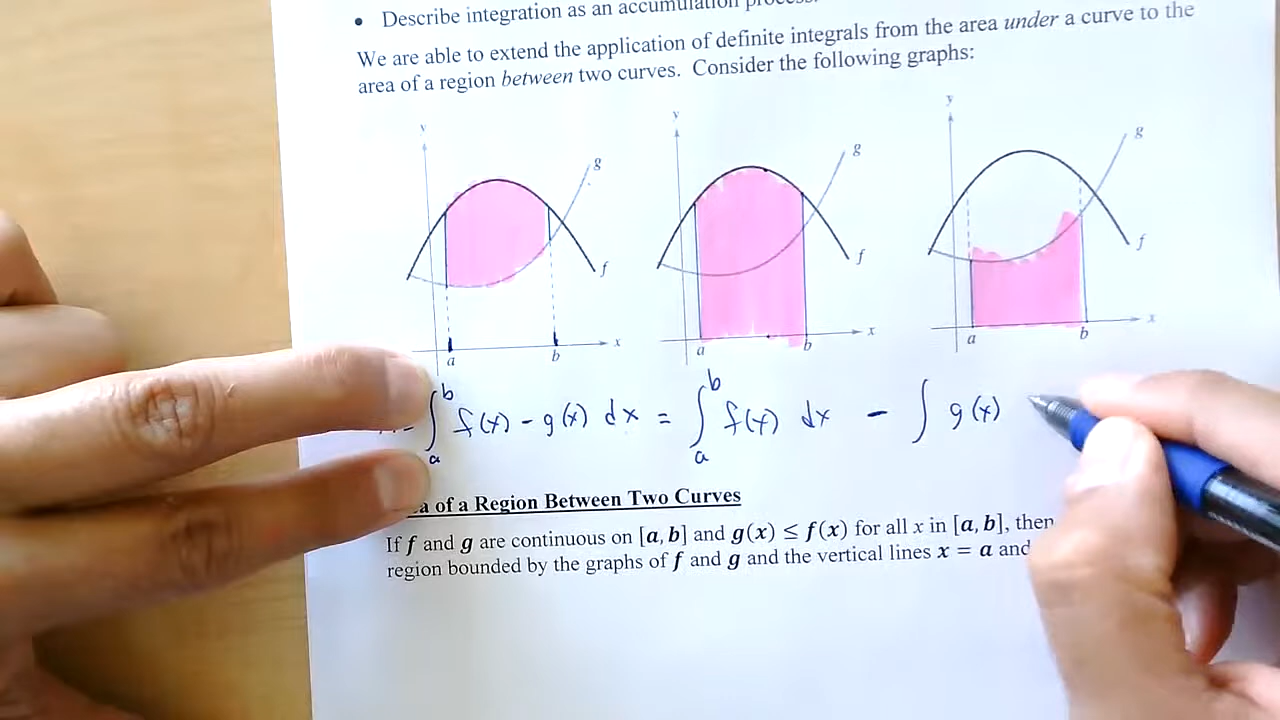 • Describe integration as an accumulation process.
We are able to extend the application of definite integrals from the area under a curve to the
area of a region between two curves. Consider the following graphs:
y g f a b x
y g f a b x
y g f a b x
∫_a^b f(x) - g(x) dx = ∫_a^b f(x) dx - ∫ g(x)
a of a Region Between Two Curves
If f and g are continuous on [a, b] and g(x) ≤ f(x) for all x in [a, b], then
region bounded by the graphs of f and g and the vertical lines x = a and